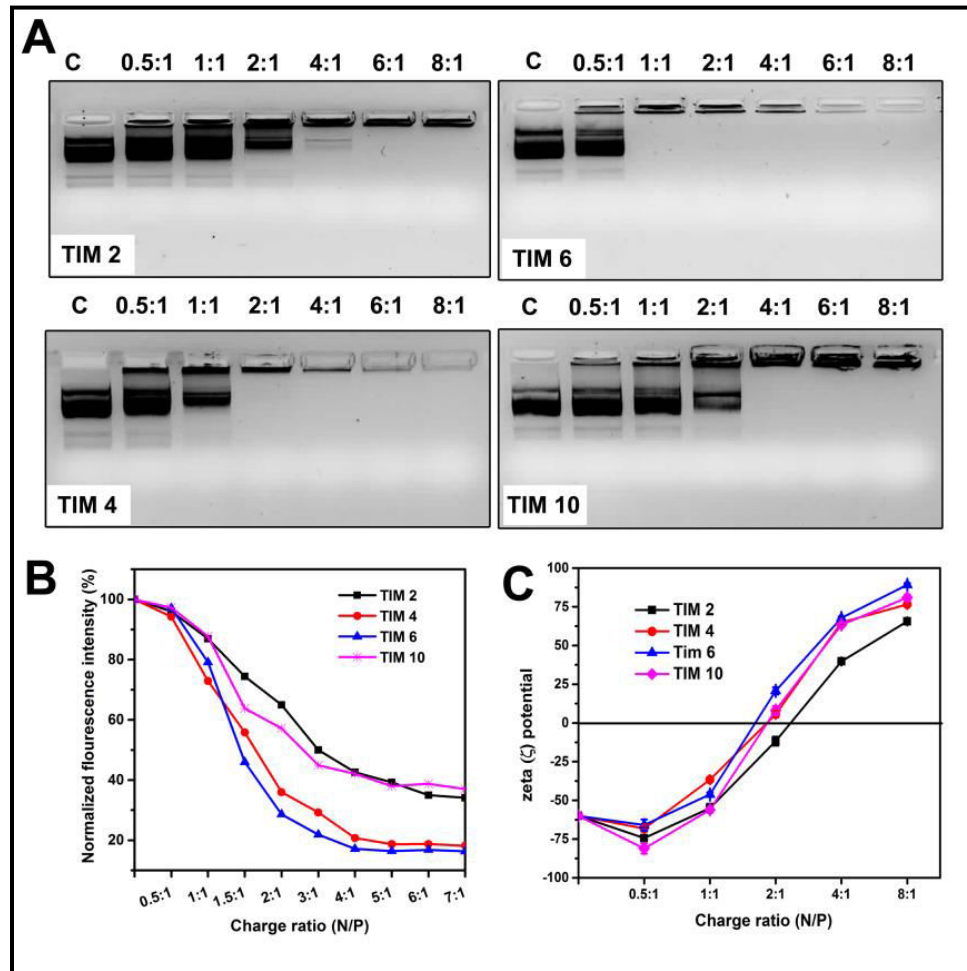 A
C 0.5:1 1:1 2:1 4:1 6:1 8:1
TIM 2
C 0.5:1 1:1 2:1 4:1 6:1 8:1
TIM 6
C 0.5:1 1:1 2:1 4:1 6:1 8:1
TIM 4
C 0.5:1 1:1 2:1 4:1 6:1 8:1
TIM 10
B
Normalized flourescence intensity (%)
100
80
60
40
20
TIM 2
TIM 4
TIM 6
TIM 10
0.5:1 1:1 1.5:1 2:1 3:1 4:1 5:1 6:1 7:1
Charge ratio (N/P)
C
zeta (ζ) potential
100
75
50
25
0
-25
-50
-75
-100
TIM 2
TIM 4
Tim 6
TIM 10
0.5:1 1:1 2:1 4:1 8:1
Charge ratio (N/P)